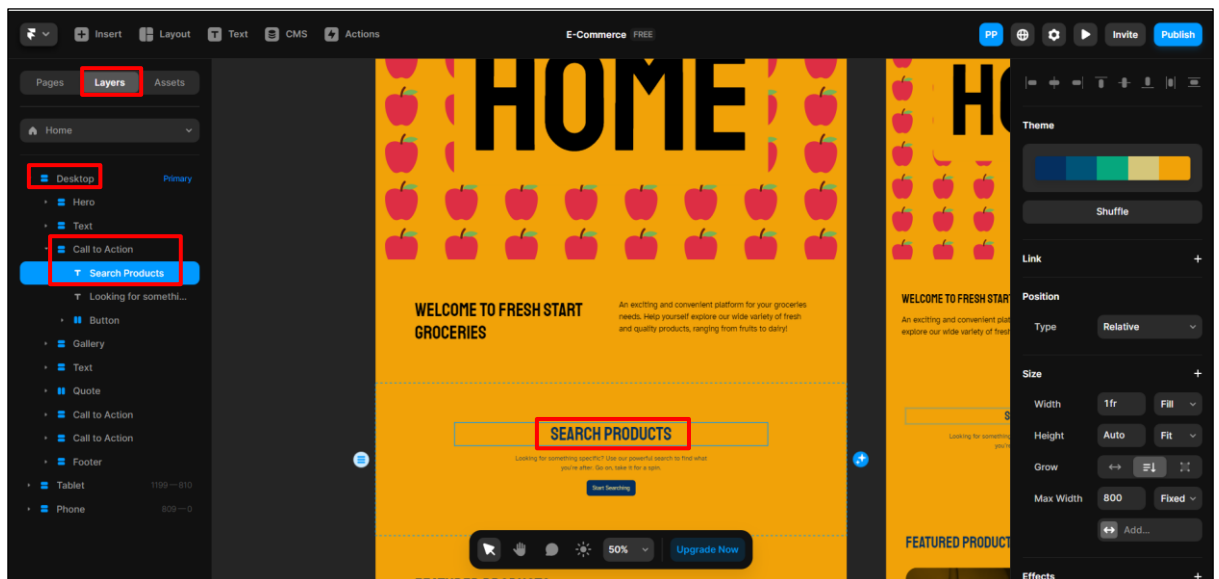 Insert Layout Text CMS Actions
E-Commerce FREE
PP Invite Publish
Pages Layers Assets
Home
Desktop Primary
Hero
Text
Call to Action
Search Products
Looking for somethi...
Button
Gallery
Text
Quote
Call to Action
Call to Action
Footer
Tablet 1199—810
Phone 809—0
HOME
WELCOME TO FRESH START
GROCERIES
An exciting and convenient platform for your groceries
needs. Help yourself explore our wide variety of fresh
and quality products, ranging from fruits to dairy!
SEARCH PRODUCTS
Looking for something specific? Use our powerful search to find what
you're after. Go on, take it for a spin.
Start Searching
50% Upgrade Now
H
WELCOME TO FRESH STAR
An exciting and convenient plat
explore our wide variety of fresh
S
Looking for something
you're
FEATURED PRODUCT
Theme
Shuffle
Link
Position
Type Relative
Size
Width 1fr Fill
Height Auto Fit
Grow
Max Width 800 Fixed
Add...
Effects